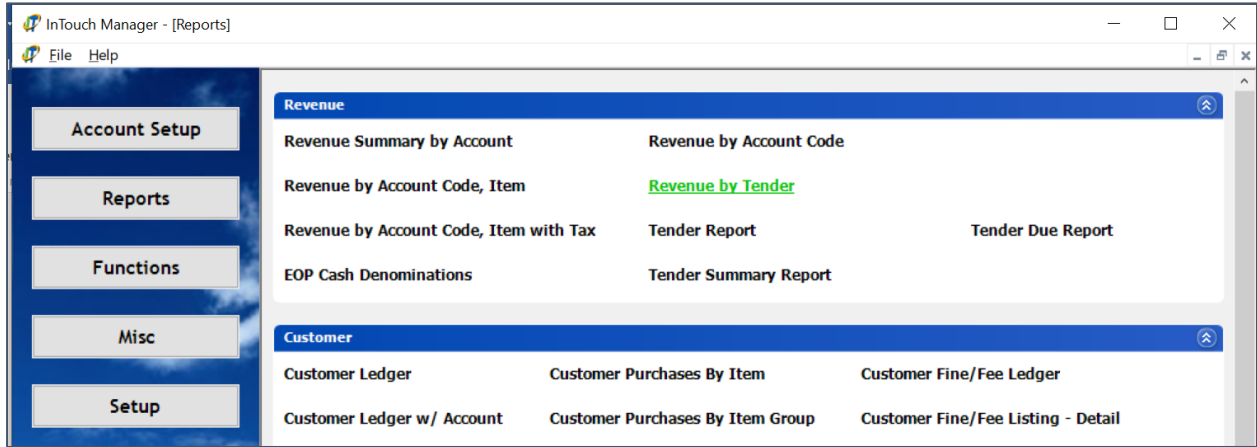 InTouch Manager - [Reports]
File Help
Account Setup
Reports
Functions
Misc
Setup
Revenue
Revenue Summary by Account Revenue by Account Code
Revenue by Account Code, Item Revenue by Tender
Revenue by Account Code, Item with Tax Tender Report Tender Due Report
EOP Cash Denominations Tender Summary Report
Customer
Customer Ledger Customer Purchases By Item Customer Fine/Fee Ledger
Customer Ledger w/ Account Customer Purchases By Item Group Customer Fine/Fee Listing - Detail